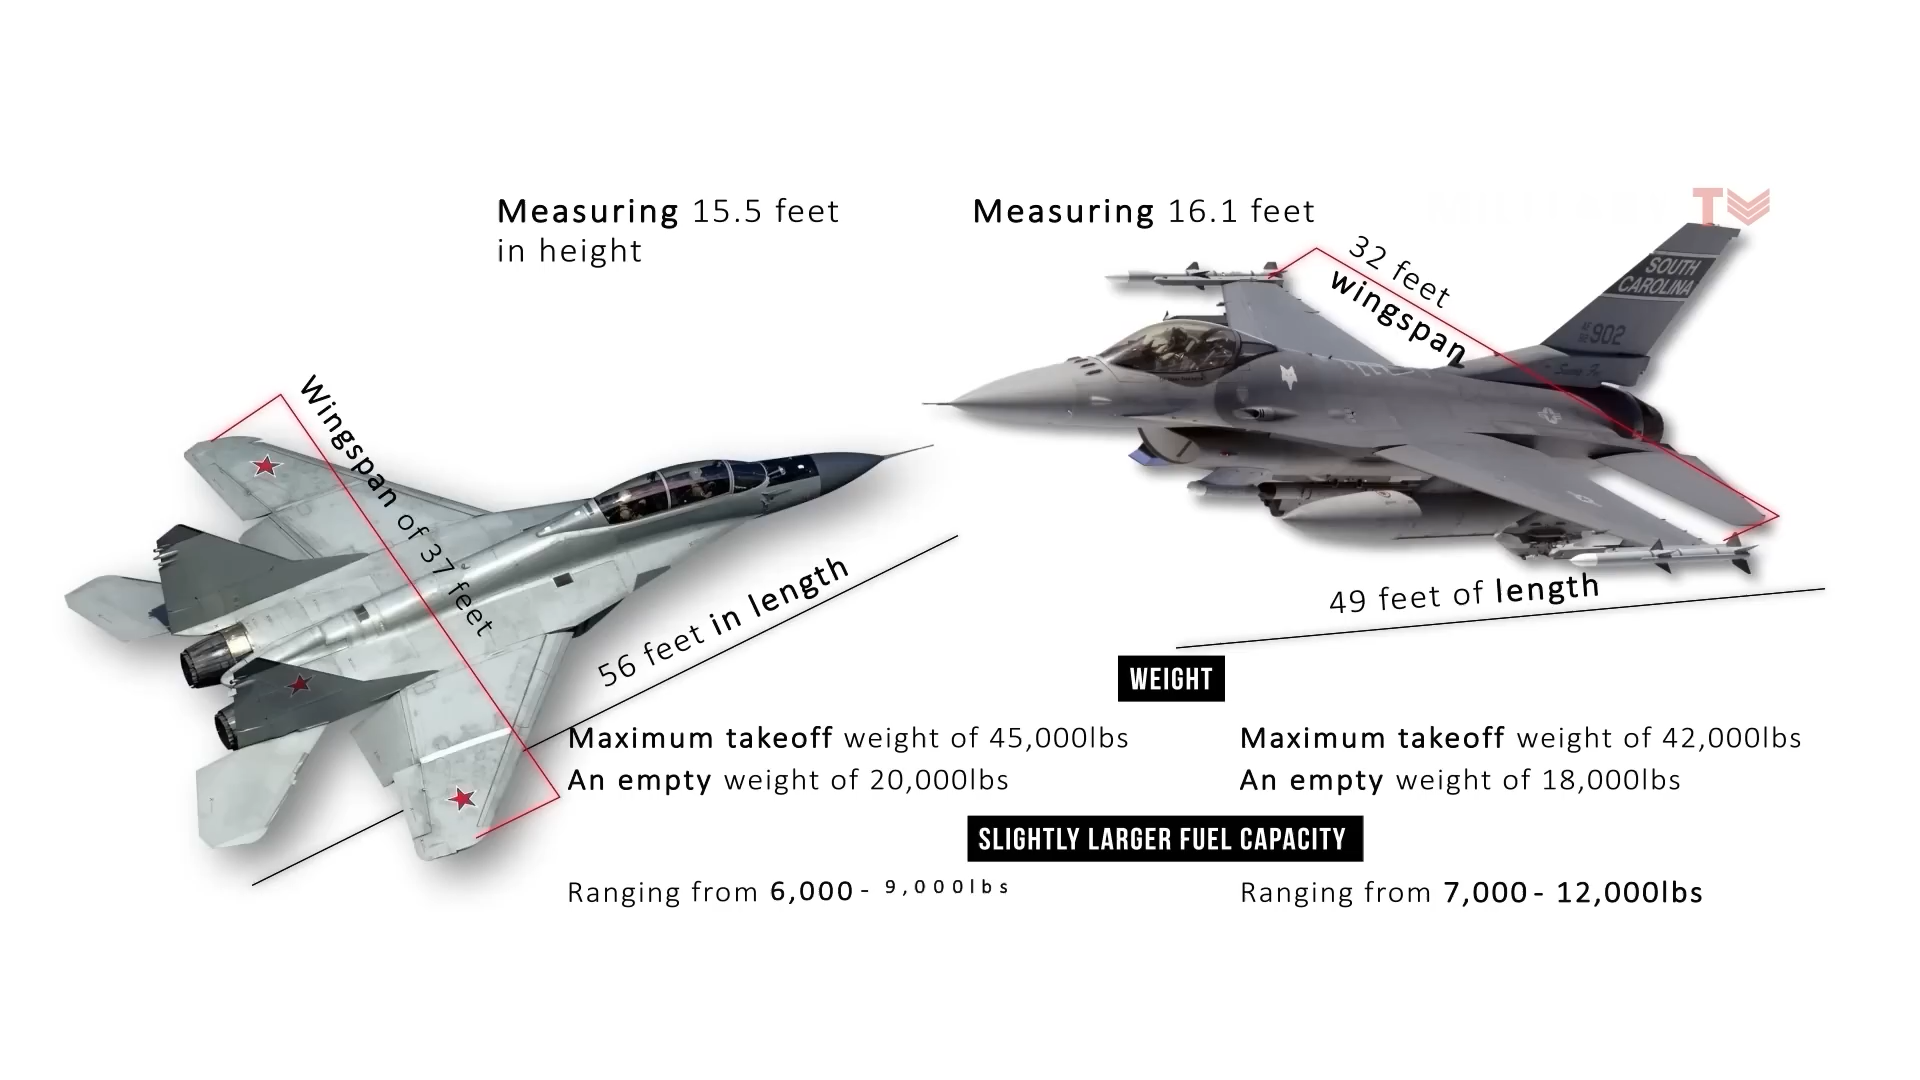 Measuring 15.5 feet
in height
Measuring 16.1 feet
TV
32 feet
wingspan
SOUTH
CAROLINA
902
Wingspan of 37 feet
56 feet in length
49 feet of length
WEIGHT
Maximum takeoff weight of 45,000lbs
An empty weight of 20,000lbs
Maximum takeoff weight of 42,000lbs
An empty weight of 18,000lbs
SLIGHTLY LARGER FUEL CAPACITY
Ranging from 6,000 - 9,000lbs
Ranging from 7,000 - 12,000lbs